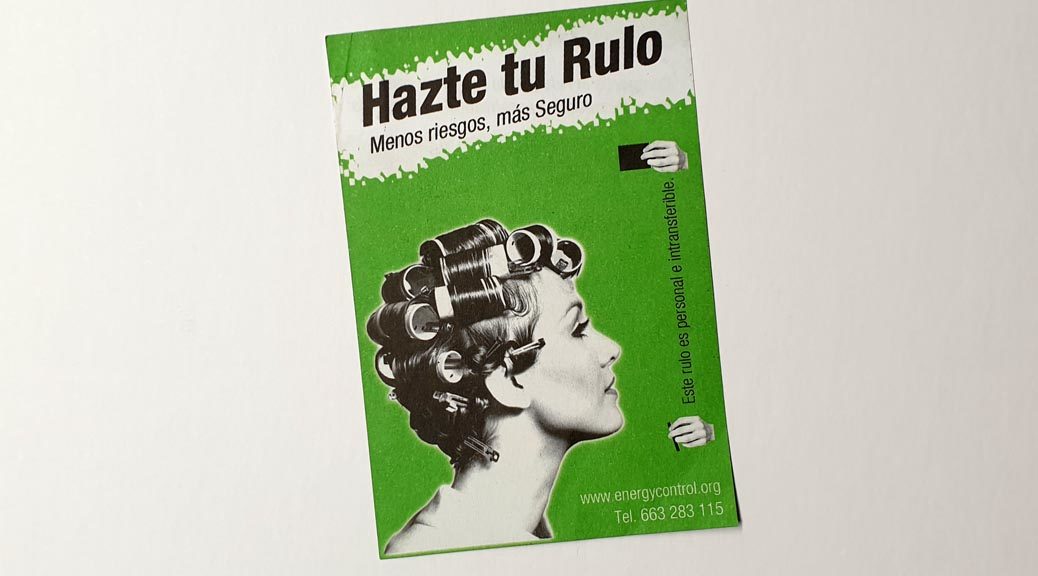 Hazte tu Rulo
Menos riesgos, más Seguro
Este rulo es personal e intransferible.
www.energycontrol.org
Tel. 663 283 115